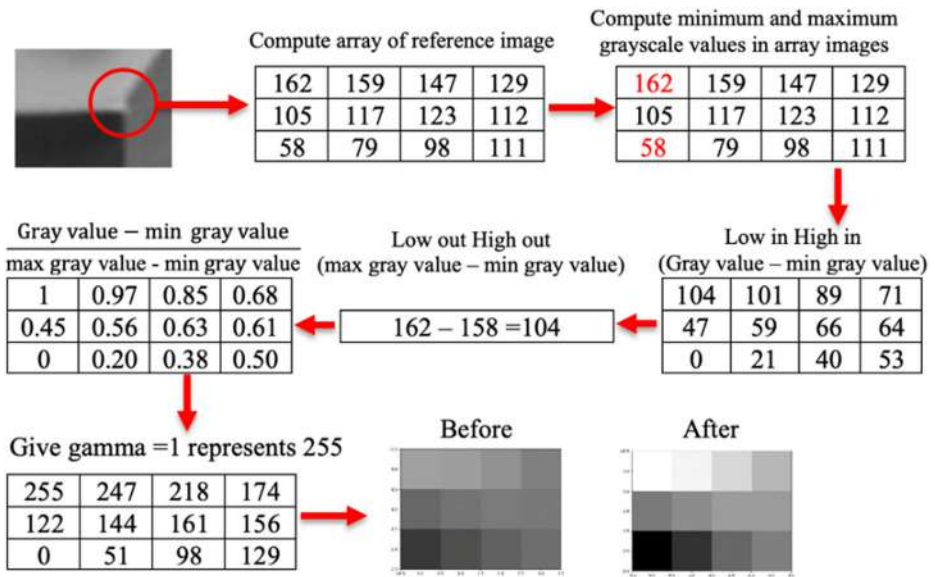 Compute array of reference image
162 159 147 129
105 117 123 112
58 79 98 111
Compute minimum and maximum
grayscale values in array images
162 159 147 129
105 117 123 112
58 79 98 111
Low in High in
(Gray value – min gray value)
104 101 89 71
47 59 66 64
0 21 40 53
Low out High out
(max gray value – min gray value)
162 – 158 =104
Gray value – min gray value
max gray value - min gray value
1 0.97 0.85 0.68
0.45 0.56 0.63 0.61
0 0.20 0.38 0.50
Give gamma =1 represents 255
255 247 218 174
122 144 161 156
0 51 98 129
Before
After